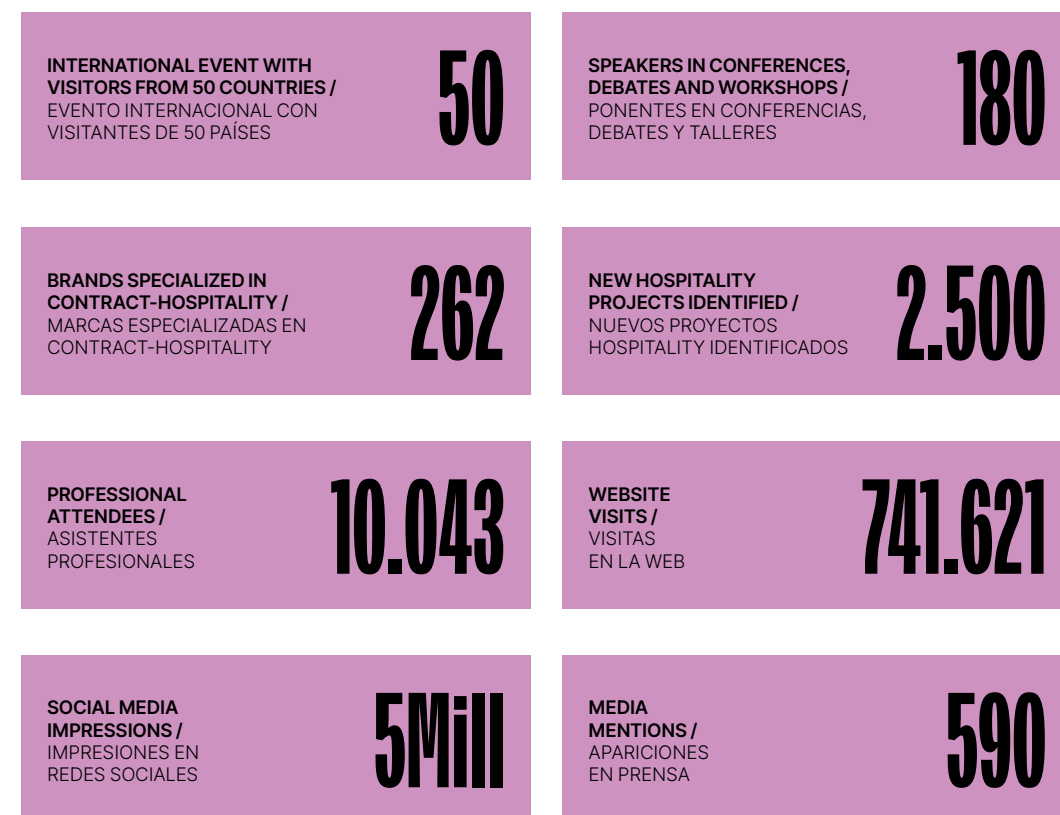 INTERNATIONAL EVENT WITH
VISITORS FROM 50 COUNTRIES /
EVENTO INTERNACIONAL CON
VISITANTES DE 50 PAÍSES
50
SPEAKERS IN CONFERENCES,
DEBATES AND WORKSHOPS /
PONENTES EN CONFERENCIAS,
DEBATES Y TALLERES
180
BRANDS SPECIALIZED IN
CONTRACT-HOSPITALITY /
MARCAS ESPECIALIZADAS EN
CONTRACT-HOSPITALITY
262
NEW HOSPITALITY
PROJECTS IDENTIFIED /
NUEVOS PROYECTOS
HOSPITALITY IDENTIFICADOS
2.500
PROFESSIONAL
ATTENDEES /
ASISTENTES
PROFESIONALES
10.043
WEBSITE
VISITS /
VISITAS
EN LA WEB
741.621
SOCIAL MEDIA
IMPRESSIONS /
IMPRESIONES EN
REDES SOCIALES
5Mill
MEDIA
MENTIONS /
APARICIONES
EN PRENSA
590